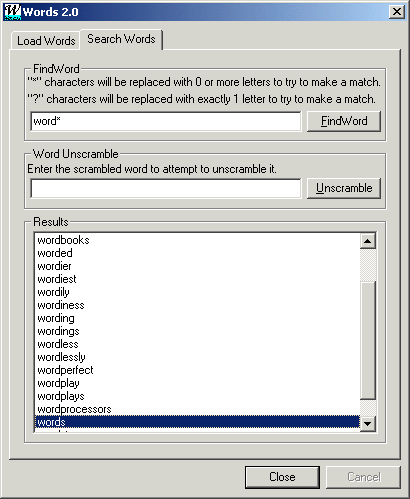 Words 2.0
Load Words
Search Words
FindWord
"*" characters will be replaced with 0 or more letters to try to make a match.
"?" characters will be replaced with exactly 1 letter to try to make a match.
word*
FindWord
Word Unscramble
Enter the scrambled word to attempt to unscramble it.
Unscramble
Results
wordbooks
worded
wordier
wordiest
wordily
wordiness
wording
wordings
wordless
wordlessly
wordperfect
wordplay
wordplays
wordprocessors
words
Close
Cancel